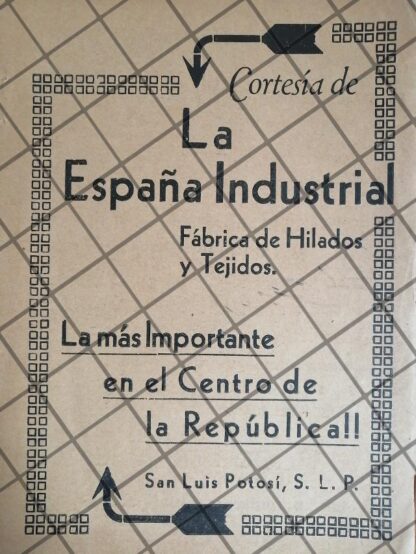 Cortesía de
La
España Industrial
Fábrica de Hilados
y Tejidos.
La más Importante
en el Centro de
la República!!
San Luis Potosí, S. L. P.